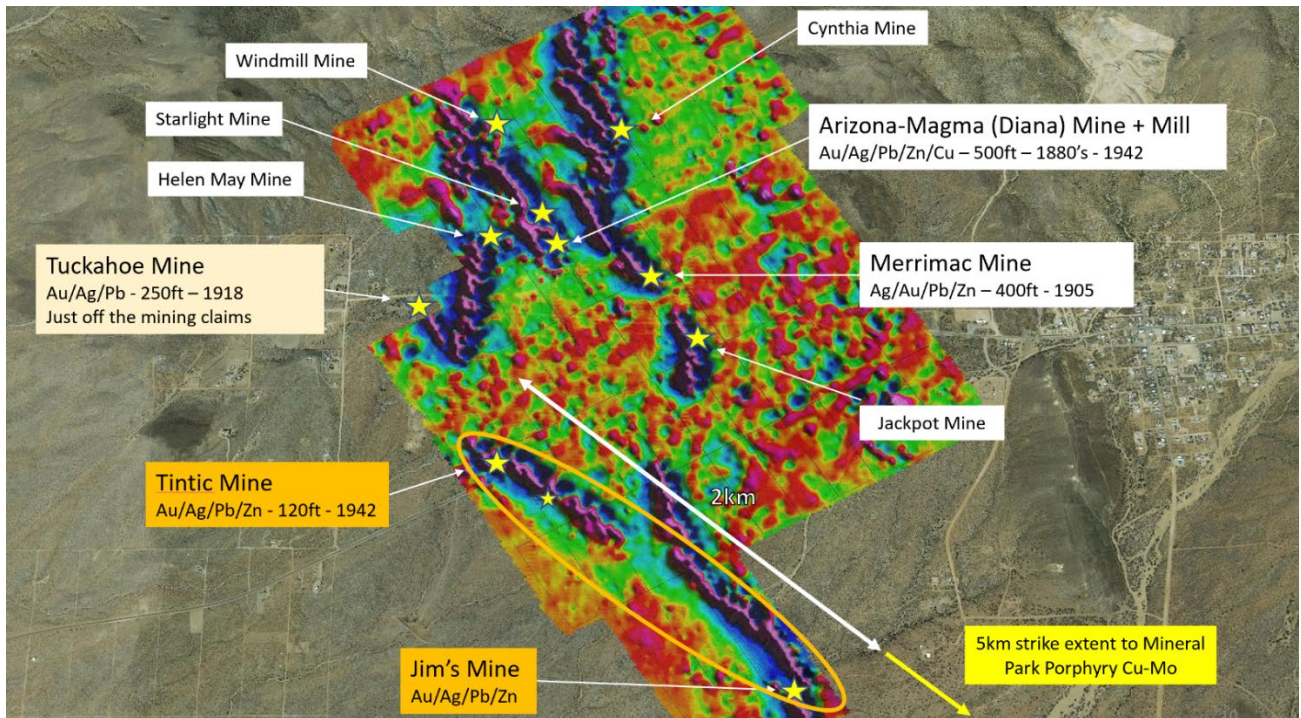 Cynthia Mine
Windmill Mine
Starlight Mine
Arizona-Magma (Diana) Mine + Mill
Au/Ag/Pb/Zn/Cu – 500ft – 1880's - 1942
Helen May Mine
Tuckahoe Mine
Au/Ag/Pb - 250ft – 1918
Just off the mining claims
Merrimac Mine
Ag/Au/Pb/Zn – 400ft - 1905
Jackpot Mine
Tintic Mine
Au/Ag/Pb/Zn - 120ft - 1942
2km
Jim's Mine
Au/Ag/Pb/Zn
5km strike extent to Mineral
Park Porphyry Cu-Mo